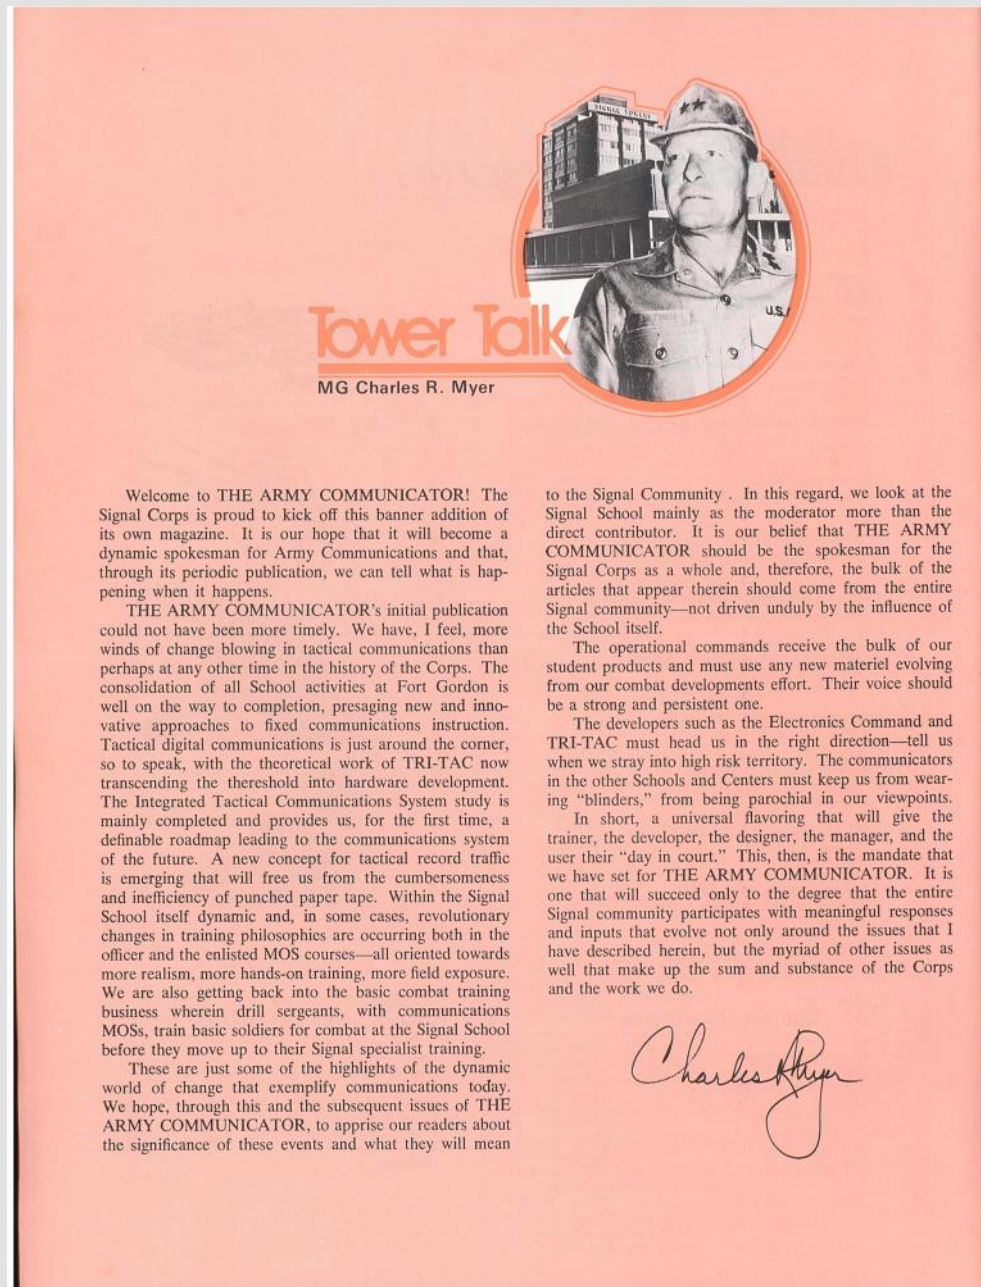 SIGNAL TOWERS
U.S.
Tower Talk
MG Charles R. Myer
Welcome to THE ARMY COMMUNICATOR! The
Signal Corps is proud to kick off this banner addition of
its own magazine. It is our hope that it will become a
dynamic spokesman for Army Communications and that,
through its periodic publication, we can tell what is hap-
pening when it happens.
THE ARMY COMMUNICATOR's initial publication
could not have been more timely. We have, I feel, more
winds of change blowing in tactical communications than
perhaps at any other time in the history of the Corps. The
consolidation of all School activities at Fort Gordon is
well on the way to completion, presaging new and inno-
vative approaches to fixed communications instruction.
Tactical digital communications is just around the corner,
so to speak, with the theoretical work of TRI-TAC now
transcending the thereshold into hardware development.
The Integrated Tactical Communications System study is
mainly completed and provides us, for the first time, a
definable roadmap leading to the communications system
of the future. A new concept for tactical record traffic
is emerging that will free us from the cumbersomeness
and inefficiency of punched paper tape. Within the Signal
School itself dynamic and, in some cases, revolutionary
changes in training philosophies are occurring both in the
officer and the enlisted MOS courses—all oriented towards
more realism, more hands-on training, more field exposure.
We are also getting back into the basic combat training
business wherein drill sergeants, with communications
MOSs, train basic soldiers for combat at the Signal School
before they move up to their Signal specialist training.
These are just some of the highlights of the dynamic
world of change that exemplify communications today.
We hope, through this and the subsequent issues of THE
ARMY COMMUNICATOR, to apprise our readers about
the significance of these events and what they will mean
to the Signal Community . In this regard, we look at the
Signal School mainly as the moderator more than the
direct contributor. It is our belief that THE ARMY
COMMUNICATOR should be the spokesman for the
Signal Corps as a whole and, therefore, the bulk of the
articles that appear therein should come from the entire
Signal community—not driven unduly by the influence of
the School itself.
The operational commands receive the bulk of our
student products and must use any new materiel evolving
from our combat developments effort. Their voice should
be a strong and persistent one.
The developers such as the Electronics Command and
TRI-TAC must head us in the right direction—tell us
when we stray into high risk territory. The communicators
in the other Schools and Centers must keep us from wear-
ing "blinders," from being parochial in our viewpoints.
In short, a universal flavoring that will give the
trainer, the developer, the designer, the manager, and the
user their "day in court." This, then, is the mandate that
we have set for THE ARMY COMMUNICATOR. It is
one that will succeed only to the degree that the entire
Signal community participates with meaningful responses
and inputs that evolve not only around the issues that I
have described herein, but the myriad of other issues as
well that make up the sum and substance of the Corps
and the work we do.
Charles R Myer